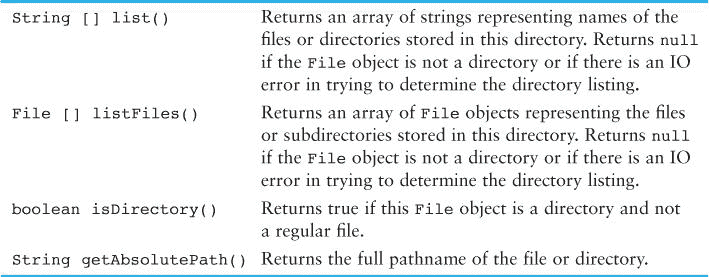 String [] list() Returns an array of strings representing names of the
files or directories stored in this directory. Returns null
if the File object is not a directory or if there is an IO
error in trying to determine the directory listing.
File [] listFiles() Returns an array of File objects representing the files
or subdirectories stored in this directory. Returns null
if the File object is not a directory or if there is an IO
error in trying to determine the directory listing.
boolean isDirectory() Returns true if this File object is a directory and not
a regular file.
String getAbsolutePath() Returns the full pathname of the file or directory.